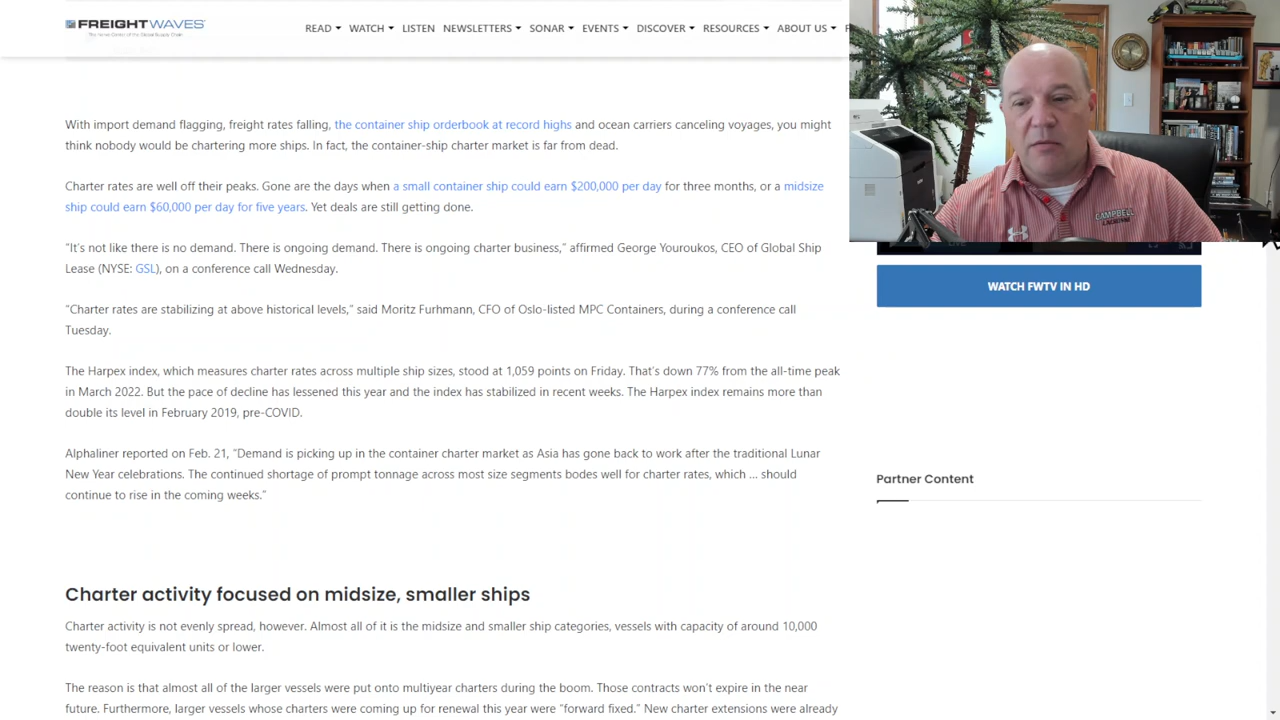 FREIGHTWAVES
READ WATCH LISTEN NEWSLETTERS SONAR EVENTS DISCOVER RESOURCES ABOUT US F
With import demand flagging, freight rates falling, the container ship orderbook at record highs and ocean carriers canceling voyages, you might
think nobody would be chartering more ships. In fact, the container-ship charter market is far from dead.
Charter rates are well off their peaks. Gone are the days when a small container ship could earn $200,000 per day for three months, or a midsize
ship could earn $60,000 per day for five years. Yet deals are still getting done.
“It’s not like there is no demand. There is ongoing demand. There is ongoing charter business,” affirmed George Youroukos, CEO of Global Ship
Lease (NYSE: GSL), on a conference call Wednesday.
“Charter rates are stabilizing at above historical levels,” said Moritz Furhmann, CFO of Oslo-listed MPC Containers, during a conference call
Tuesday.
The Harpex index, which measures charter rates across multiple ship sizes, stood at 1,059 points on Friday. That’s down 77% from the all-time peak
in March 2022. But the pace of decline has lessened this year and the index has stabilized in recent weeks. The Harpex index remains more than
double its level in February 2019, pre-COVID.
Alphaliner reported on Feb. 21, “Demand is picking up in the container charter market as Asia has gone back to work after the traditional Lunar
New Year celebrations. The continued shortage of prompt tonnage across most size segments bodes well for charter rates, which … should
continue to rise in the coming weeks.”
Charter activity focused on midsize, smaller ships
Charter activity is not evenly spread, however. Almost all of it is the midsize and smaller ship categories, vessels with capacity of around 10,000
twenty-foot equivalent units or lower.
The reason is that almost all of the larger vessels were put onto multiyear charters during the boom. Those contracts won’t expire in the near
future. Furthermore, larger vessels whose charters were coming up for renewal this year were “forward fixed.” New charter extensions were already
CAMPBELL
LIVE
WATCH FWTV IN HD
Partner Content